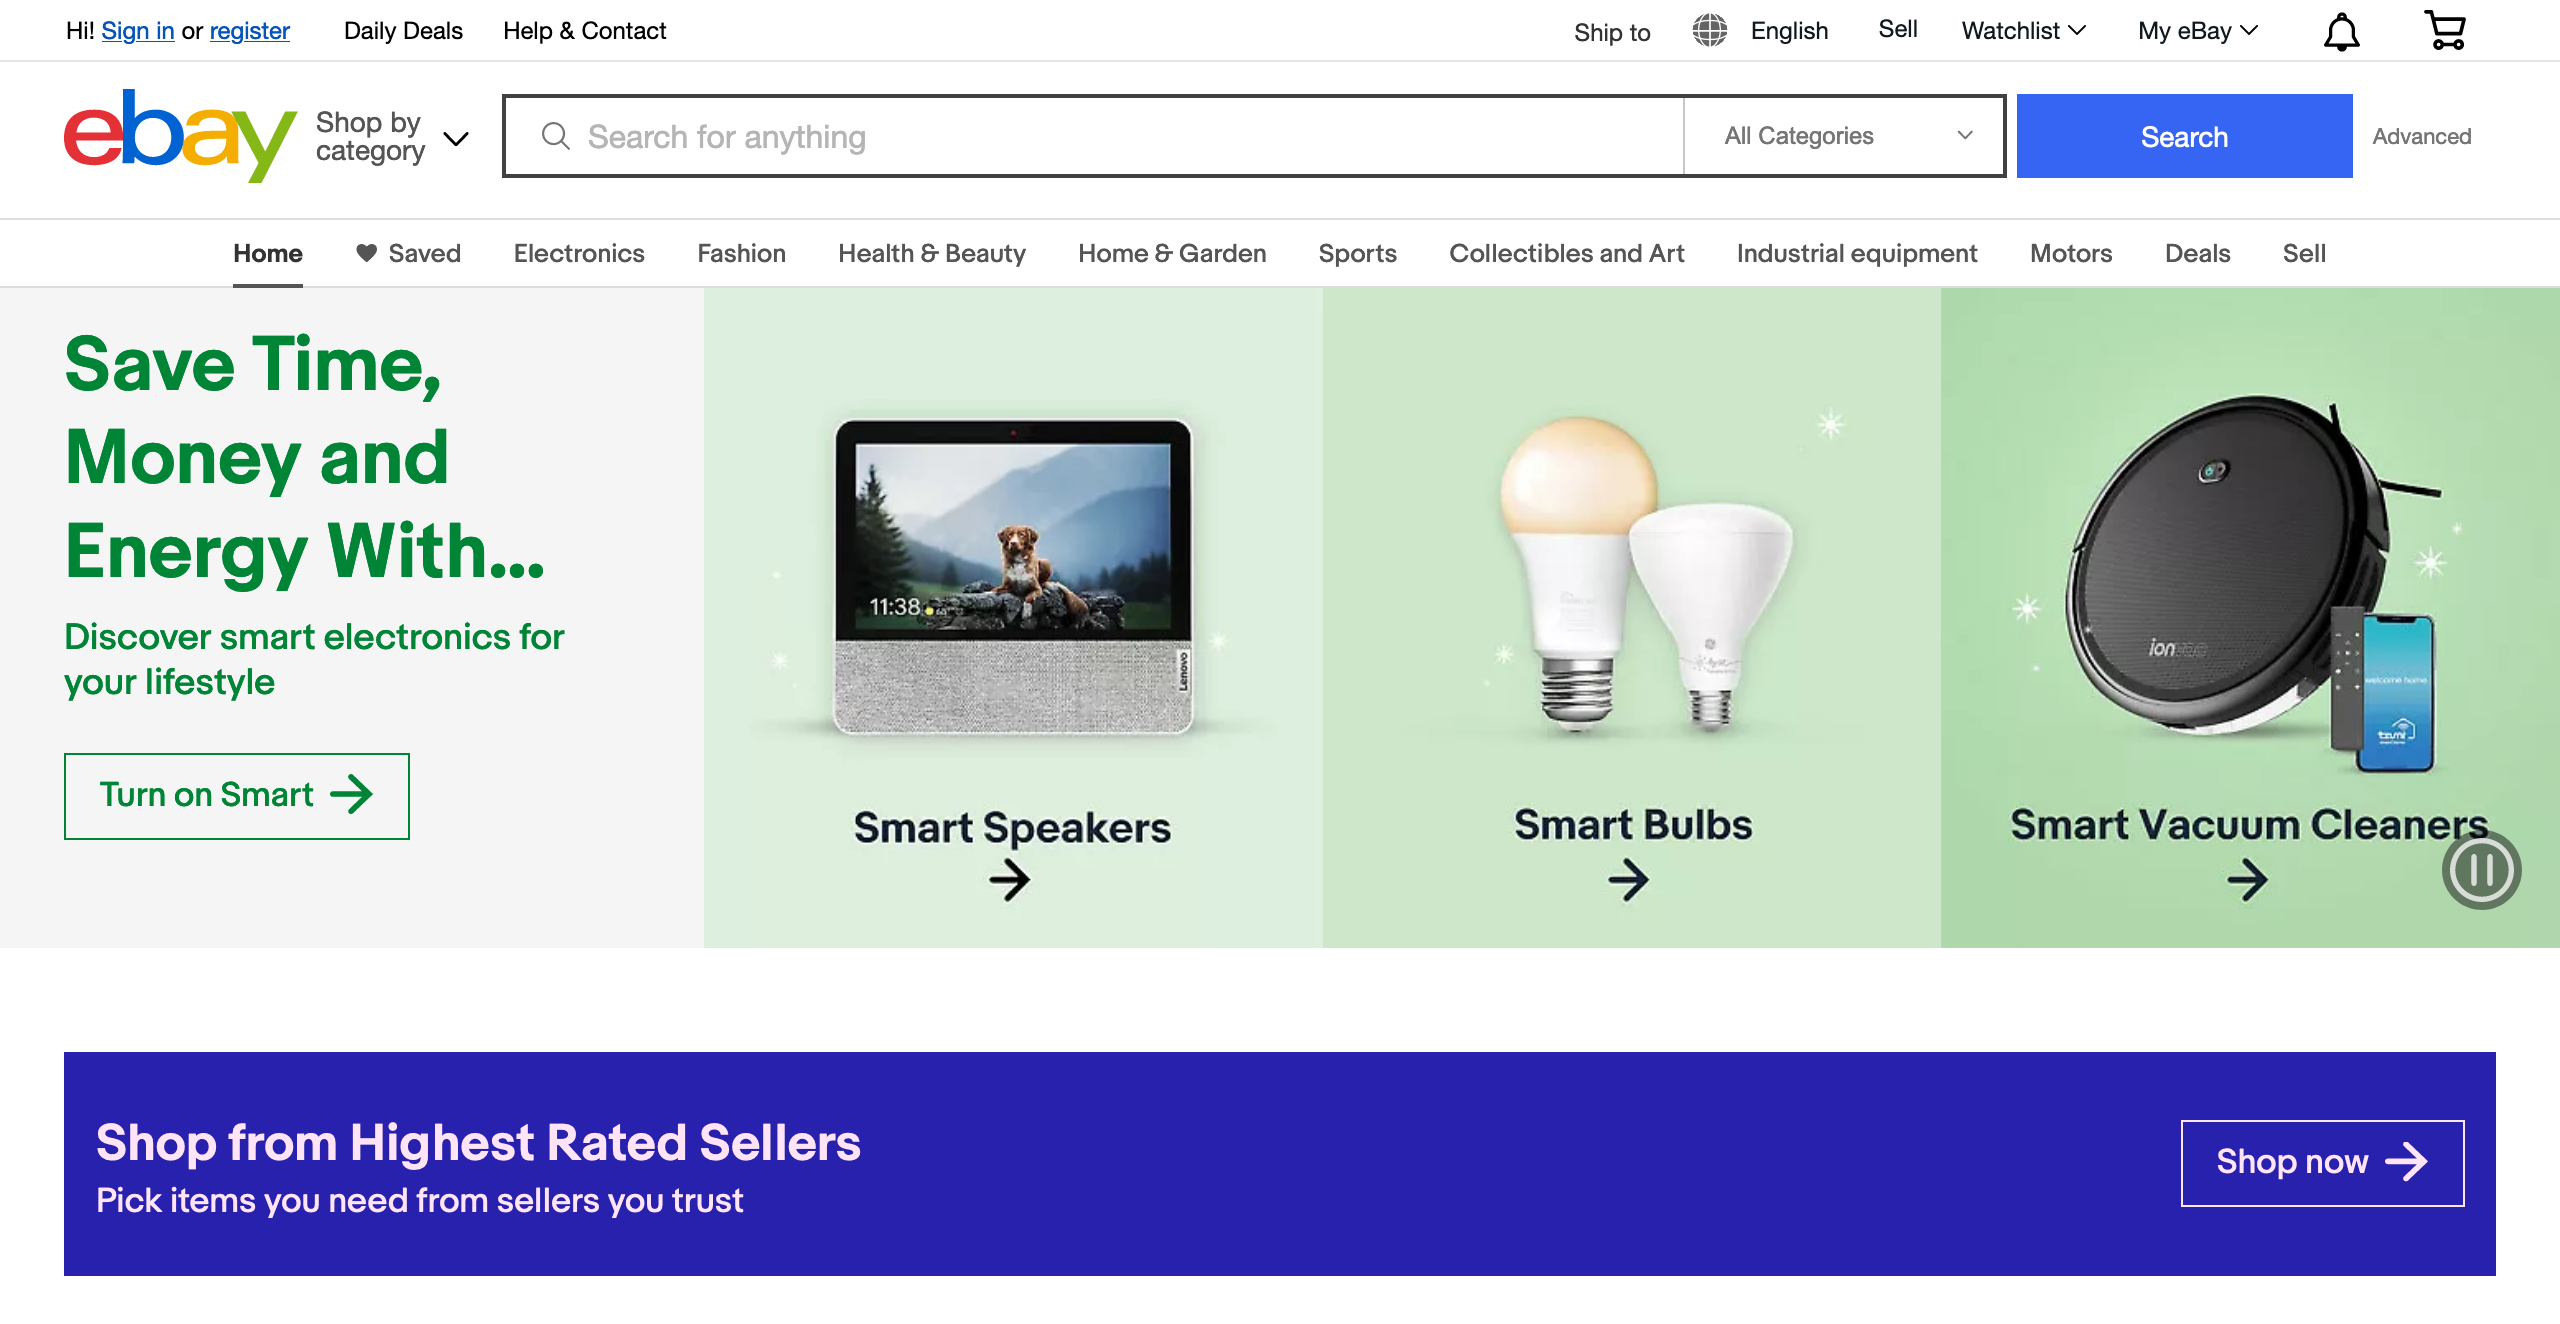 Hi! Sign in or register Daily Deals Help & Contact Ship to English Sell Watchlist My eBay
ebay
Shop by
category
Search for anything All Categories Search Advanced
Home Saved Electronics Fashion Health & Beauty Home & Garden Sports Collectibles and Art Industrial equipment Motors Deals Sell
Save Time,
Money and
Energy With...
Discover smart electronics for
your lifestyle
Turn on Smart
11:38
Lenovo
Smart Speakers
Smart Bulbs
ion
welcome home
tzumi
Smart Vacuum Cleaners
Shop from Highest Rated Sellers
Pick items you need from sellers you trust
Shop now